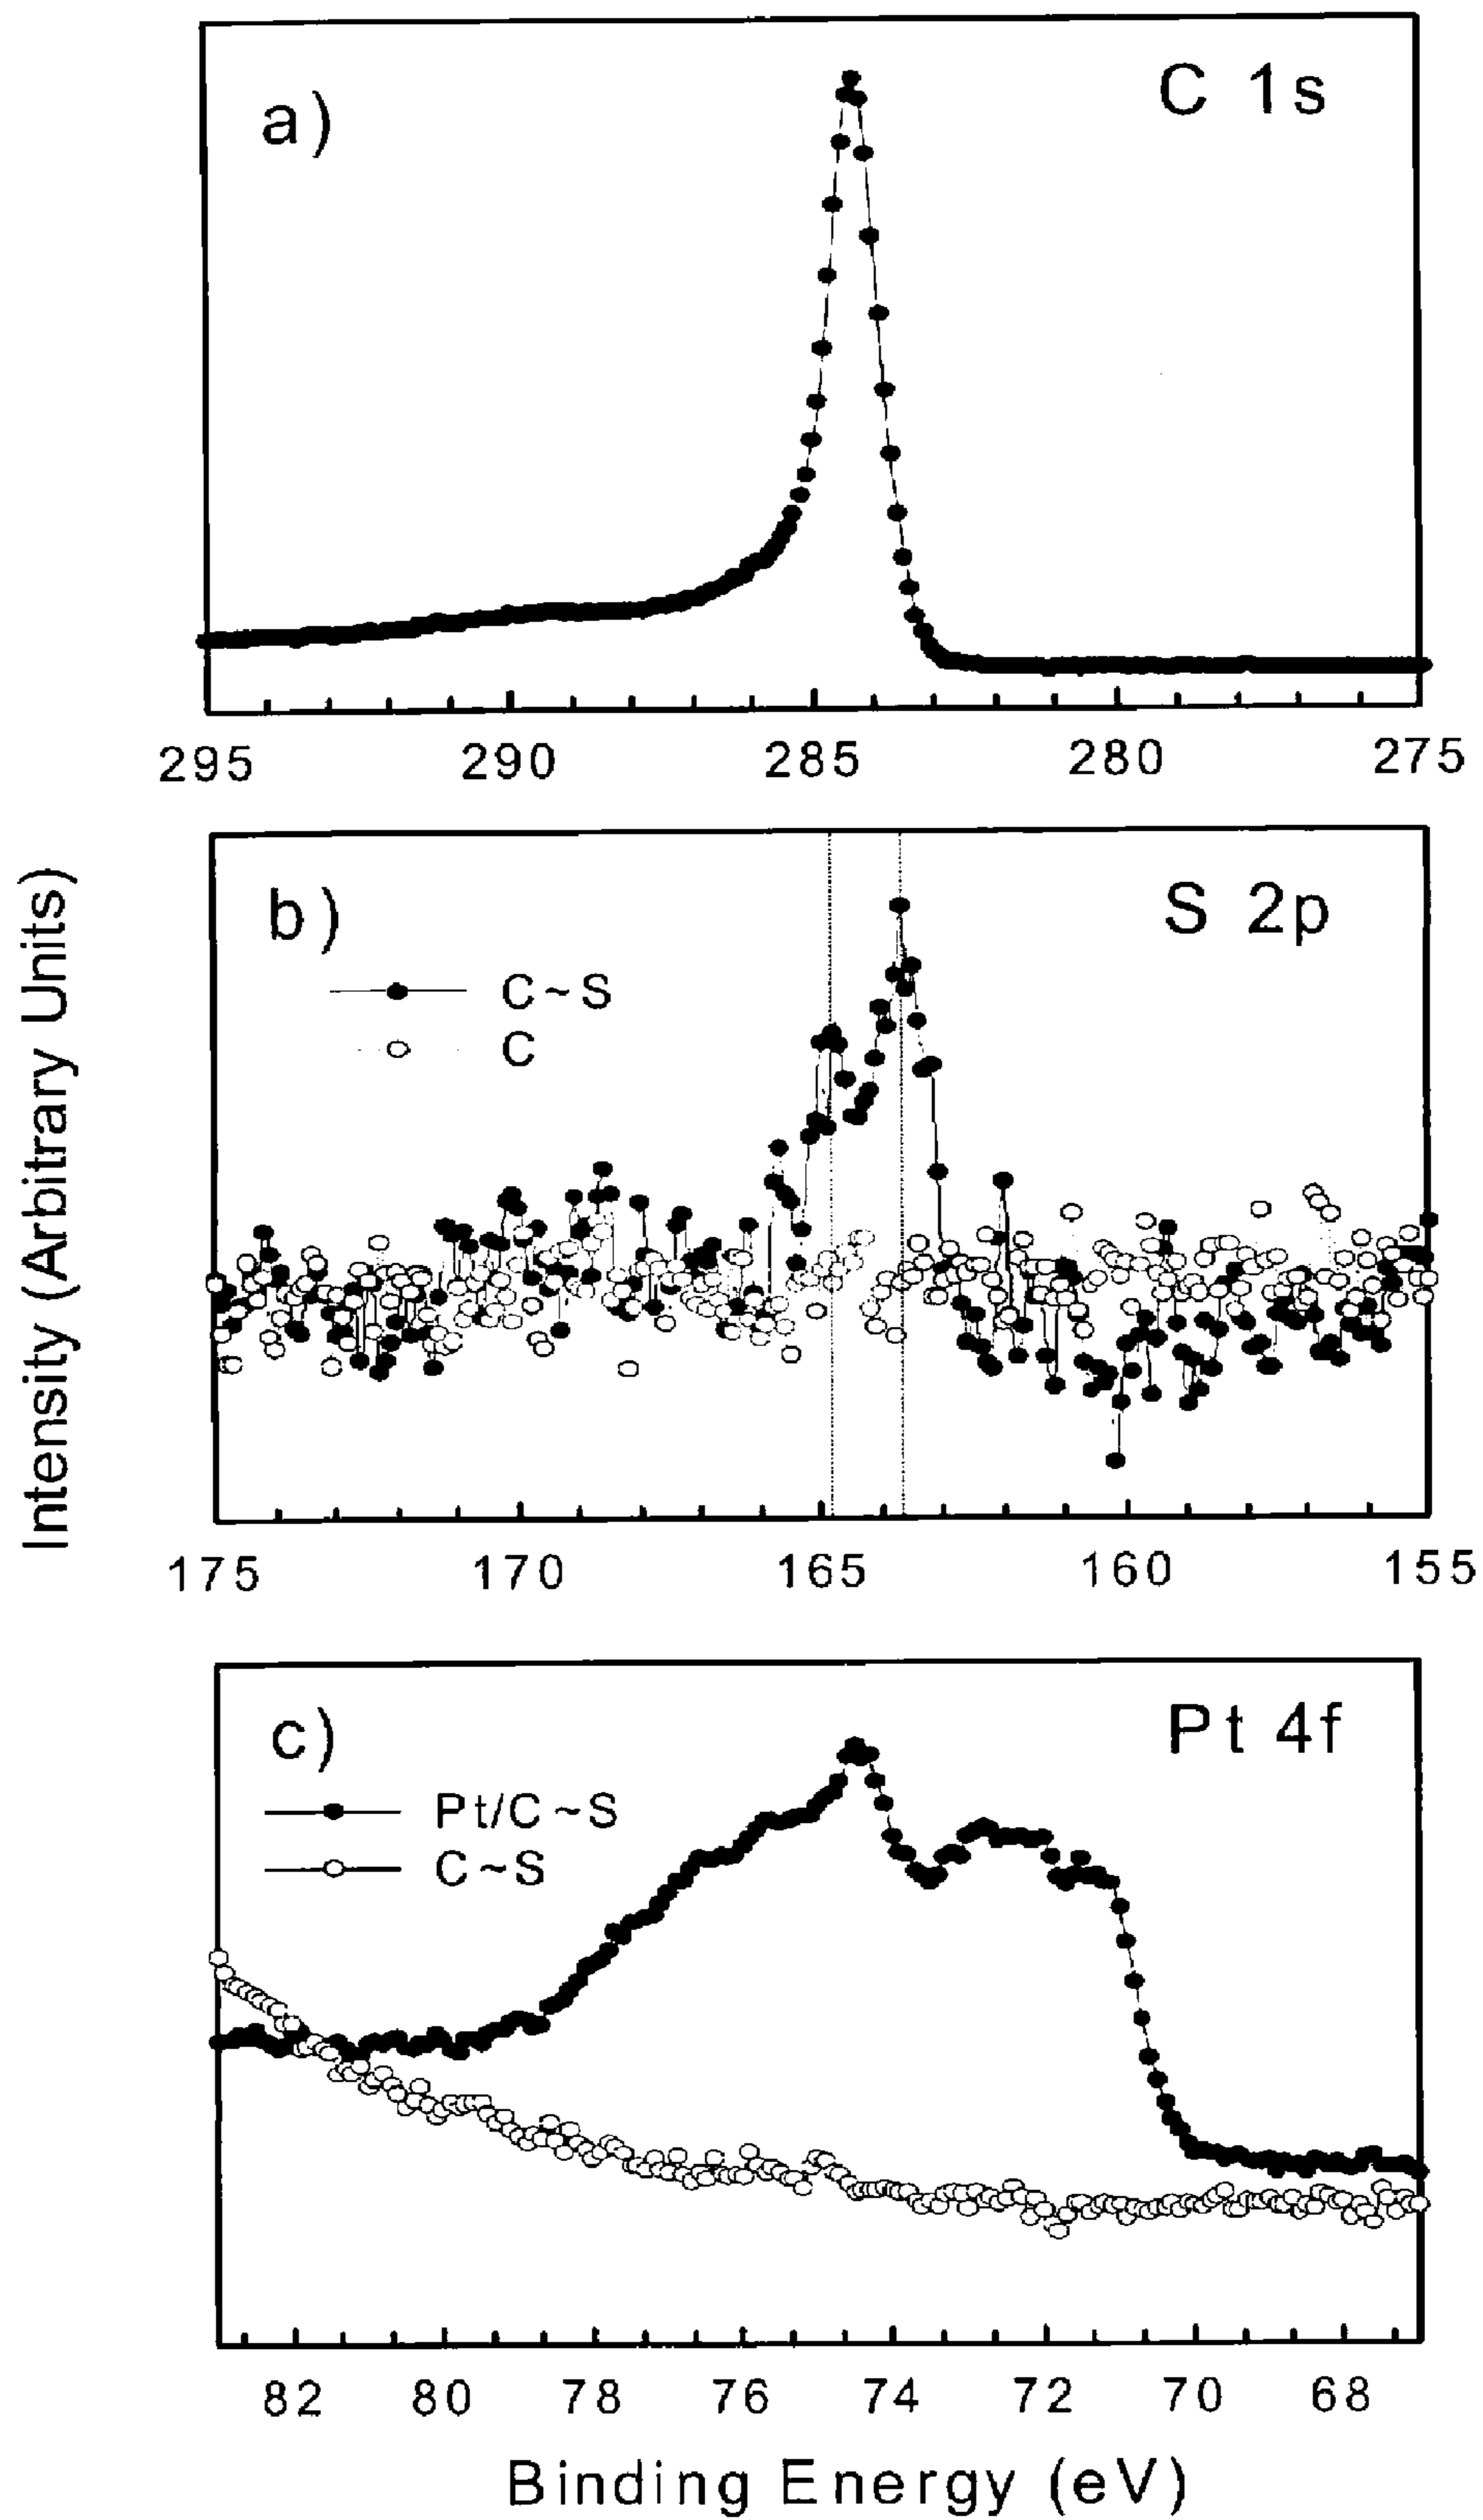 a)
C 1s
295 290 285 280 275
b)
S 2p
C~S
C
175 170 165 160 155
c)
Pt 4f
Pt/C~S
C~S
82 80 78 76 74 72 70 68
Binding Energy (eV)
Intensity (Arbitrary Units)